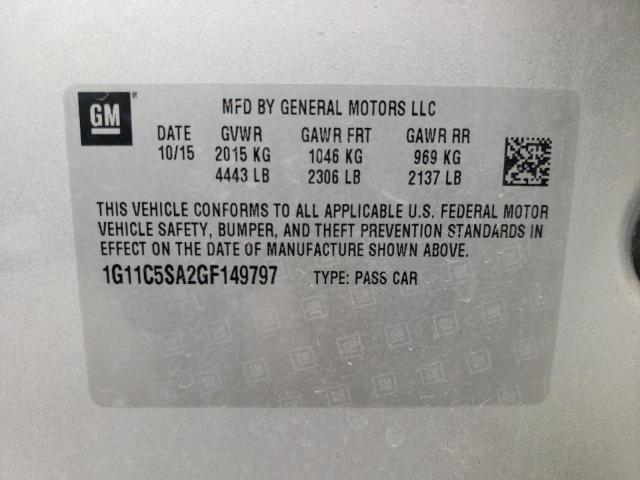 GM ® MFD BY GENERAL MOTORS LLC
DATE GVWR GAWR FRT GAWR RR
10/15 2015 KG 1046 KG 969 KG
4443 LB 2306 LB 2137 LB
THIS VEHICLE CONFORMS TO ALL APPLICABLE U.S. FEDERAL MOTOR
VEHICLE SAFETY, BUMPER, AND THEFT PREVENTION STANDARDS IN
EFFECT ON THE DATE OF MANUFACTURE SHOWN ABOVE.
1G11C5SA2GF149797 TYPE: PASS CAR